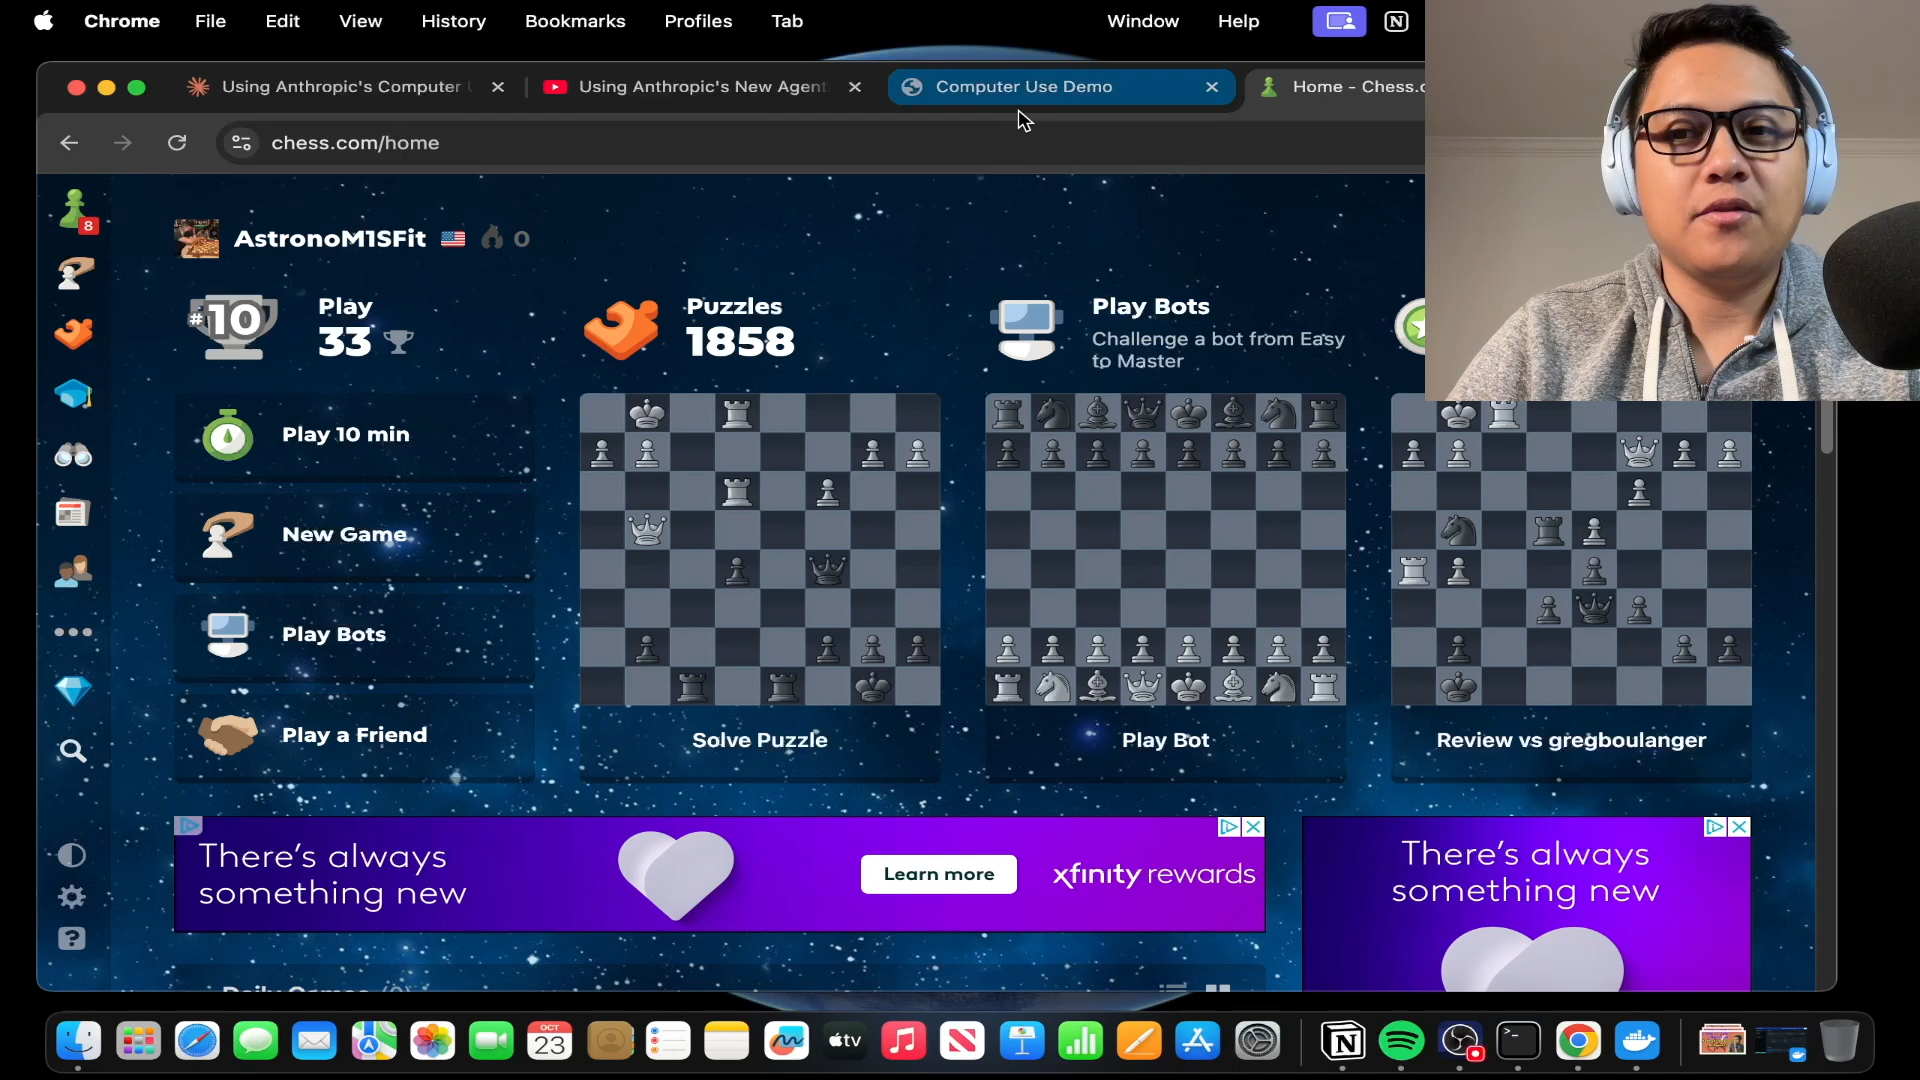 Chrome File Edit View History Bookmarks Profiles Tab Window Help
Using Anthropic's Computer
Using Anthropic's New Agent
Computer Use Demo
Home - Chess.c
chess.com/home
8
AstronoM1SFit 0
#10
Play
33
Puzzles
1858
Play Bots
Challenge a bot from Easy
to Master
Play 10 min
New Game
Play Bots
Play a Friend
Solve Puzzle
Play Bot
Review vs gregboulanger
There's always
something new
Learn more
xfinity rewards
There's always
something new
OCT
23
tv